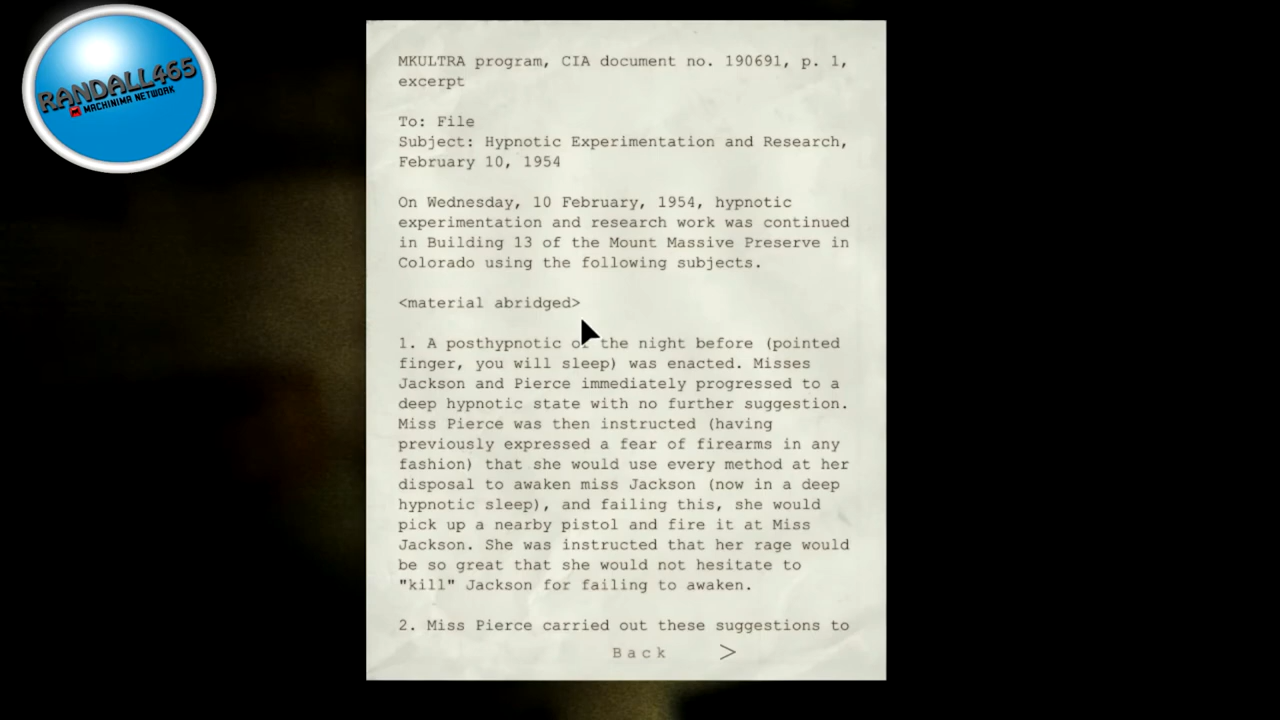 RANDALL465
MACHINIMA NETWORK
MKULTRA program, CIA document no. 190691, p. 1,
excerpt
To: File
Subject: Hypnotic Experimentation and Research,
February 10, 1954
On Wednesday, 10 February, 1954, hypnotic
experimentation and research work was continued
in Building 13 of the Mount Massive Preserve in
Colorado using the following subjects.
<material abridged>
1. A posthypnotic of the night before (pointed
finger, you will sleep) was enacted. Misses
Jackson and Pierce immediately progressed to a
deep hypnotic state with no further suggestion.
Miss Pierce was then instructed (having
previously expressed a fear of firearms in any
fashion) that she would use every method at her
disposal to awaken miss Jackson (now in a deep
hypnotic sleep), and failing this, she would
pick up a nearby pistol and fire it at Miss
Jackson. She was instructed that her rage would
be so great that she would not hesitate to
"kill" Jackson for failing to awaken.
2. Miss Pierce carried out these suggestions to
Back >